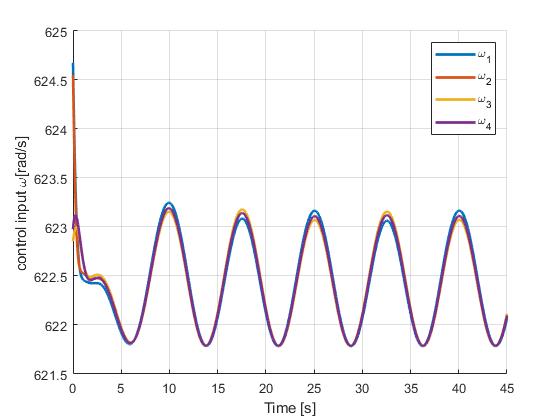 625
624.5
624
623.5
623
622.5
622
621.5
control input ω[rad/s]
0 5 10 15 20 25 30 35 40 45
Time [s]
ω1
ω2
ω3
ω4